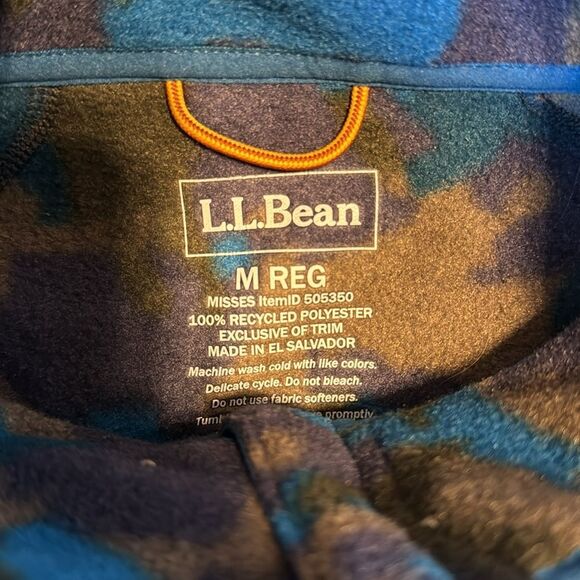 L.L.Bean
M REG
MISSES ItemID 505350
100% RECYCLED POLYESTER
EXCLUSIVE OF TRIM
MADE IN EL SALVADOR
Machine wash cold with like colors.
Delicate cycle. Do not bleach.
Do not use fabric softeners.
promptly.